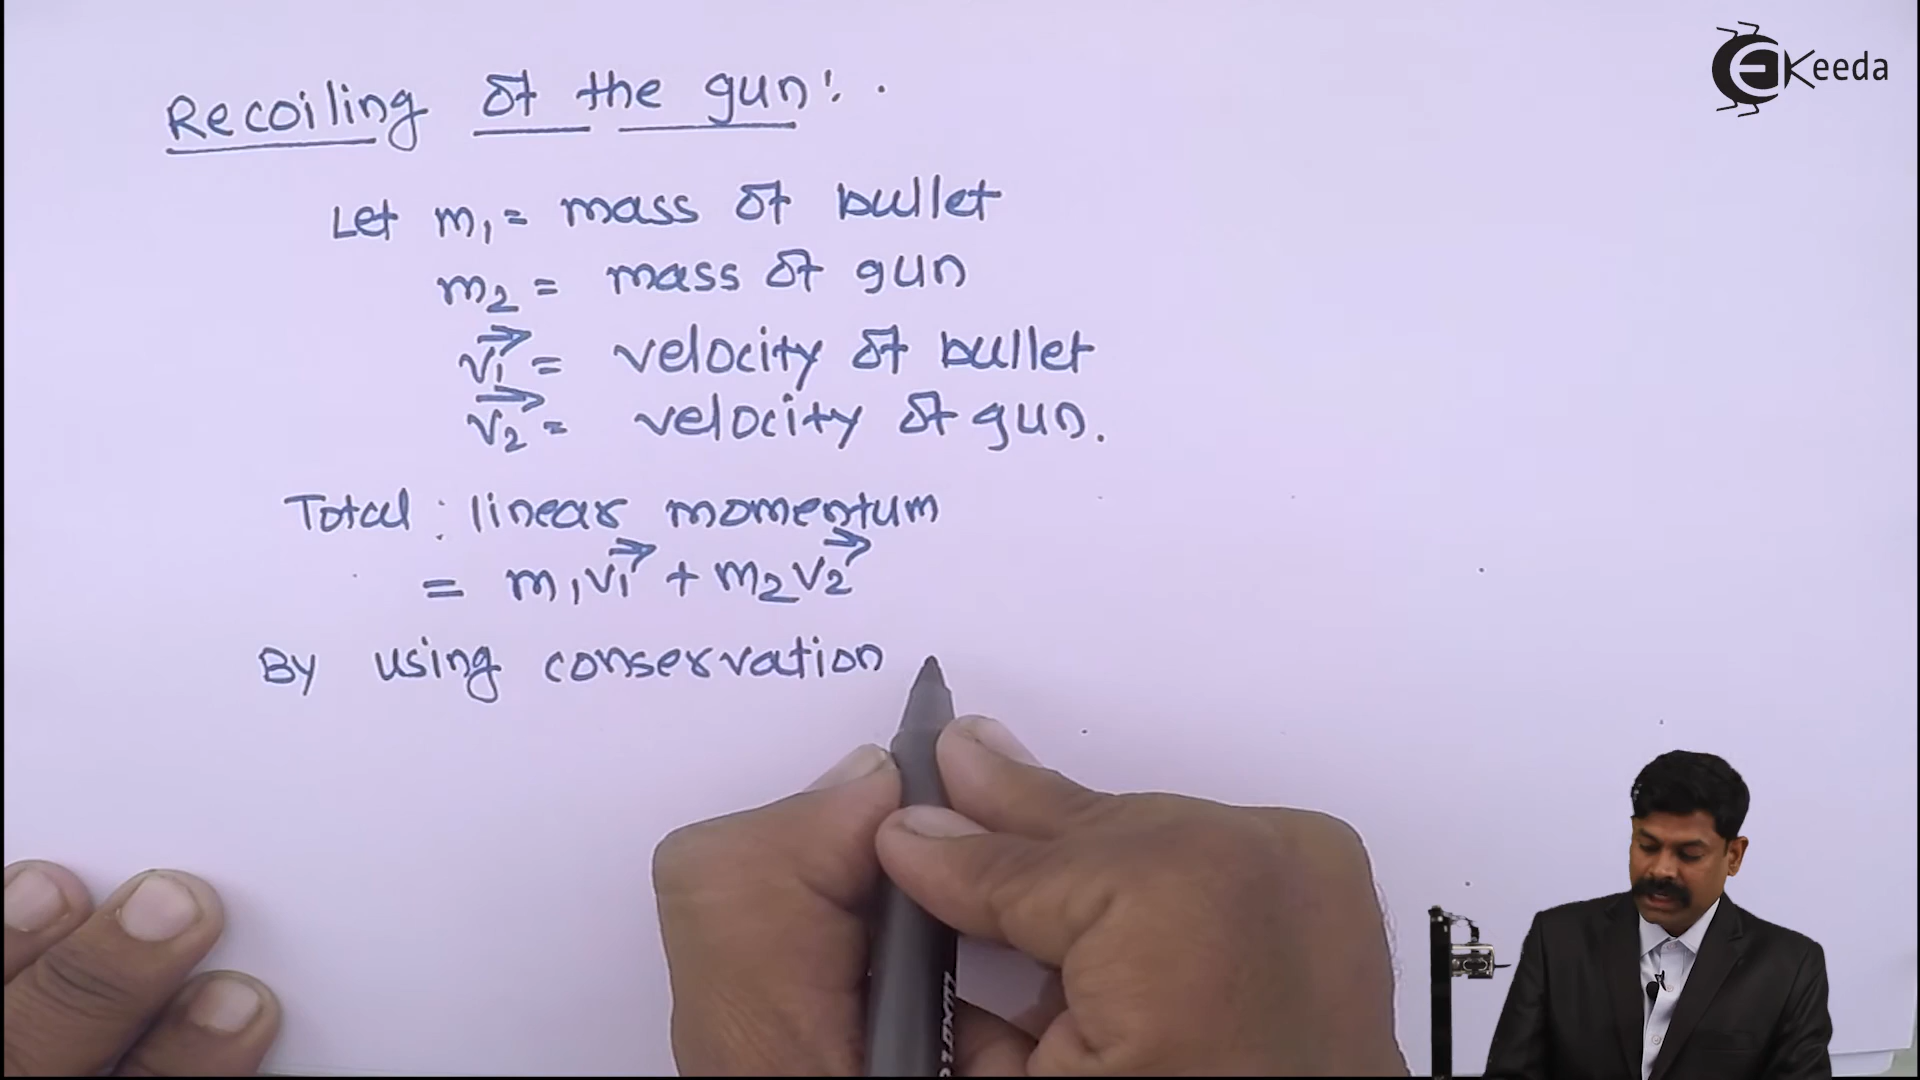 EKeeda
Recoiling of the gun:.
Let m₁ = mass of bullet
m₂ = mass of gun
v₁⃗ = velocity of bullet
v₂⃗ = velocity of gun.
Total : linear momentum
= m₁v₁⃗ + m₂v₂⃗
By using conservation